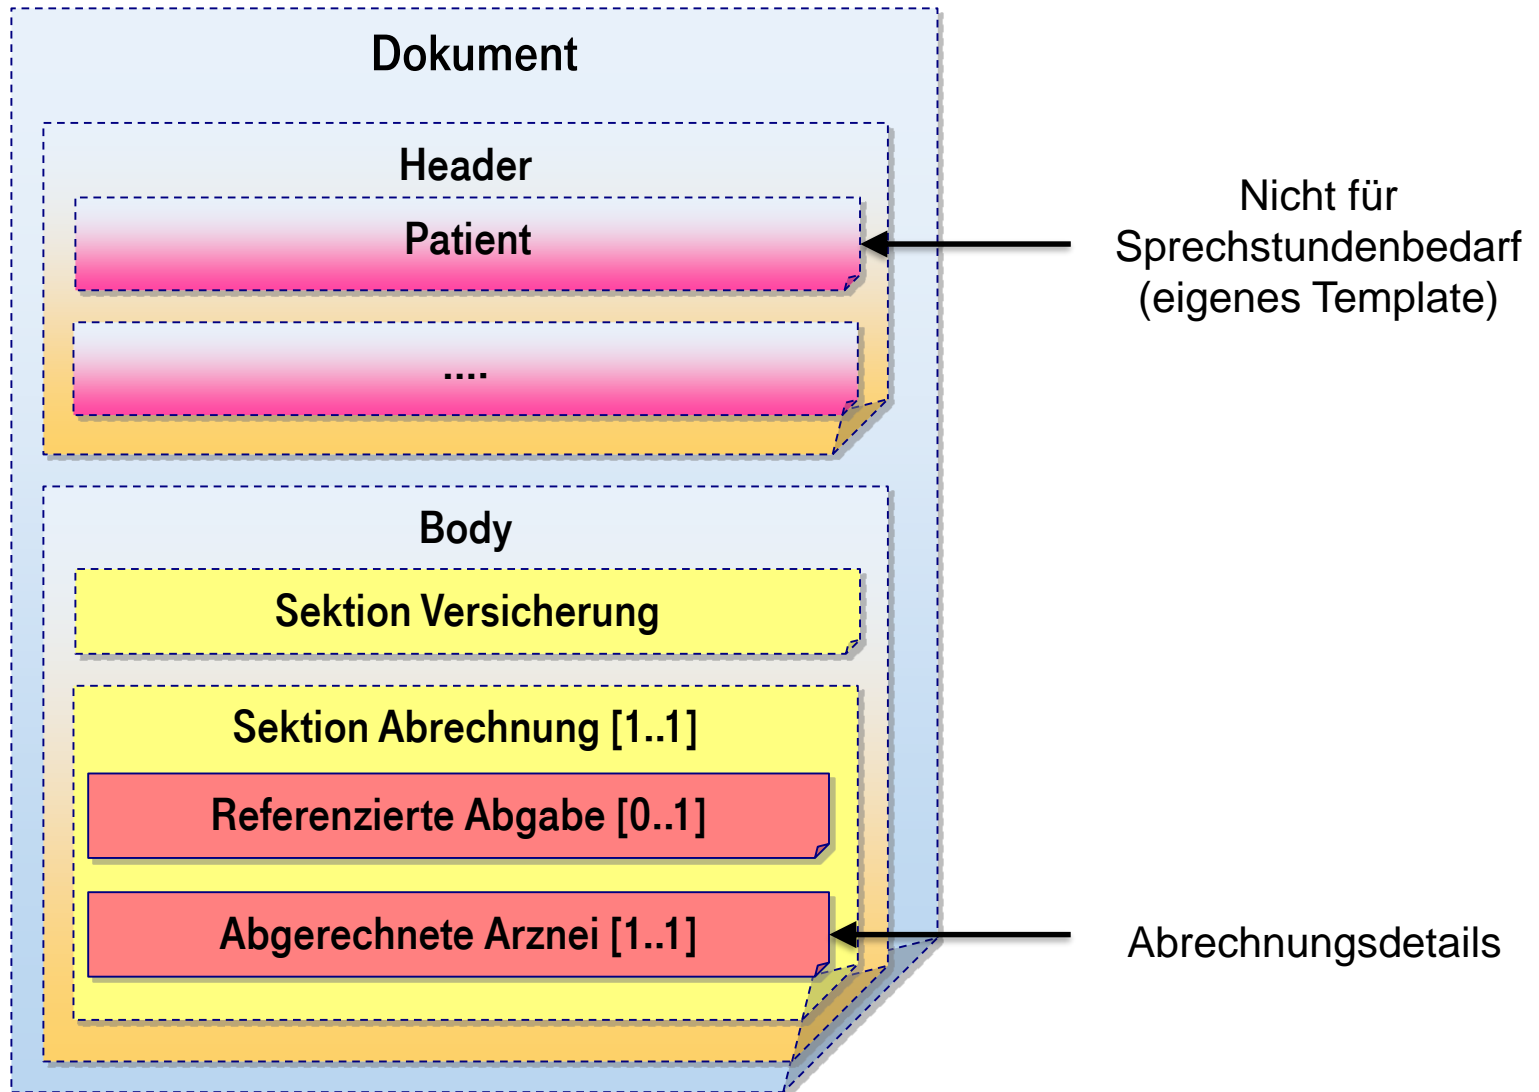 Dokument
Header
Patient
....
Nicht für
Sprechstundenbedarf
(eigenes Template)
Body
Sektion Versicherung
Sektion Abrechnung [1..1]
Referenzierte Abgabe [0..1]
Abgerechnete Arznei [1..1]
Abrechnungsdetails